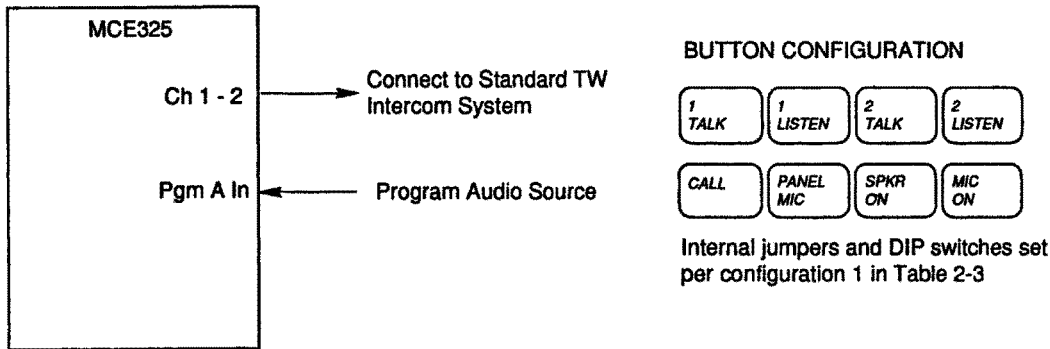 MCE325
Ch 1 - 2
Connect to Standard TW
Intercom System
Pgm A In
Program Audio Source
BUTTON CONFIGURATION
1 TALK
1 LISTEN
2 TALK
2 LISTEN
CALL
PANEL MIC
SPKR ON
MIC ON
Internal jumpers and DIP switches set
per configuration 1 in Table 2-3